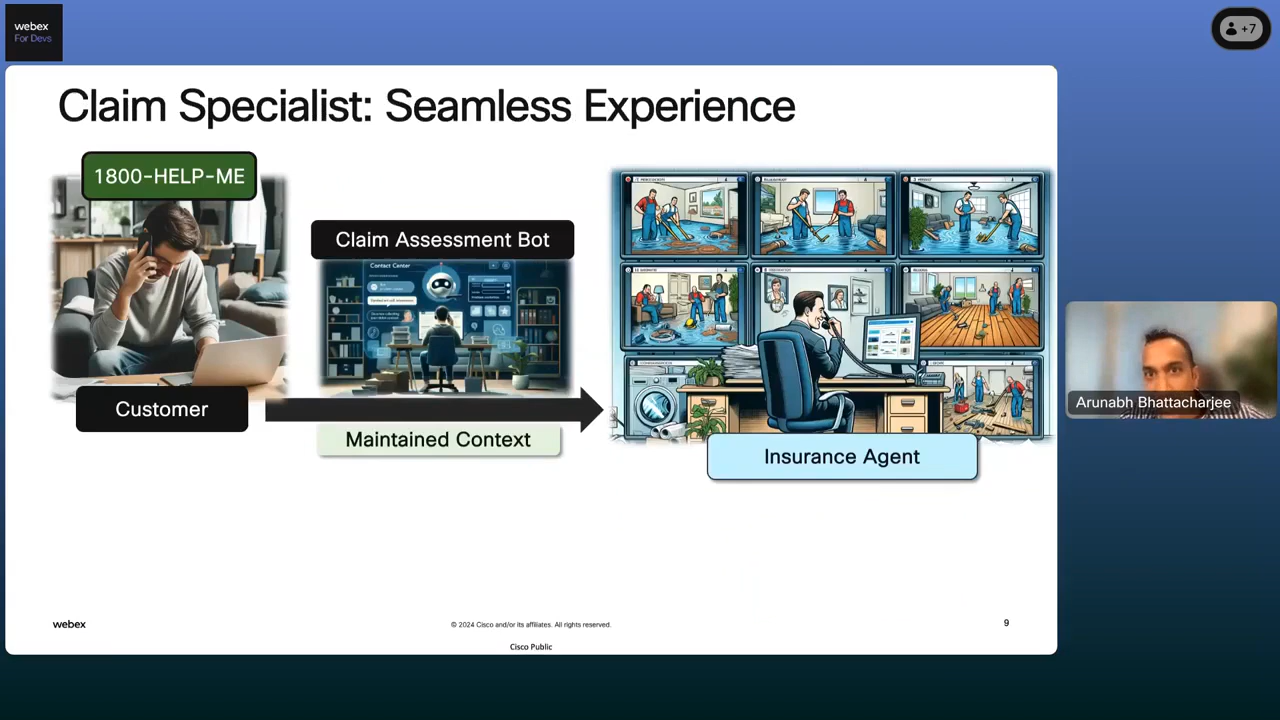 webex
For Devs
+7
Claim Specialist: Seamless Experience
1800-HELP-ME
Claim Assessment Bot
Contact Center
Customer
Maintained Context
Insurance Agent
Arunabh Bhattacharjee
webex
© 2024 Cisco and/or its affiliates. All rights reserved.
9
Cisco Public